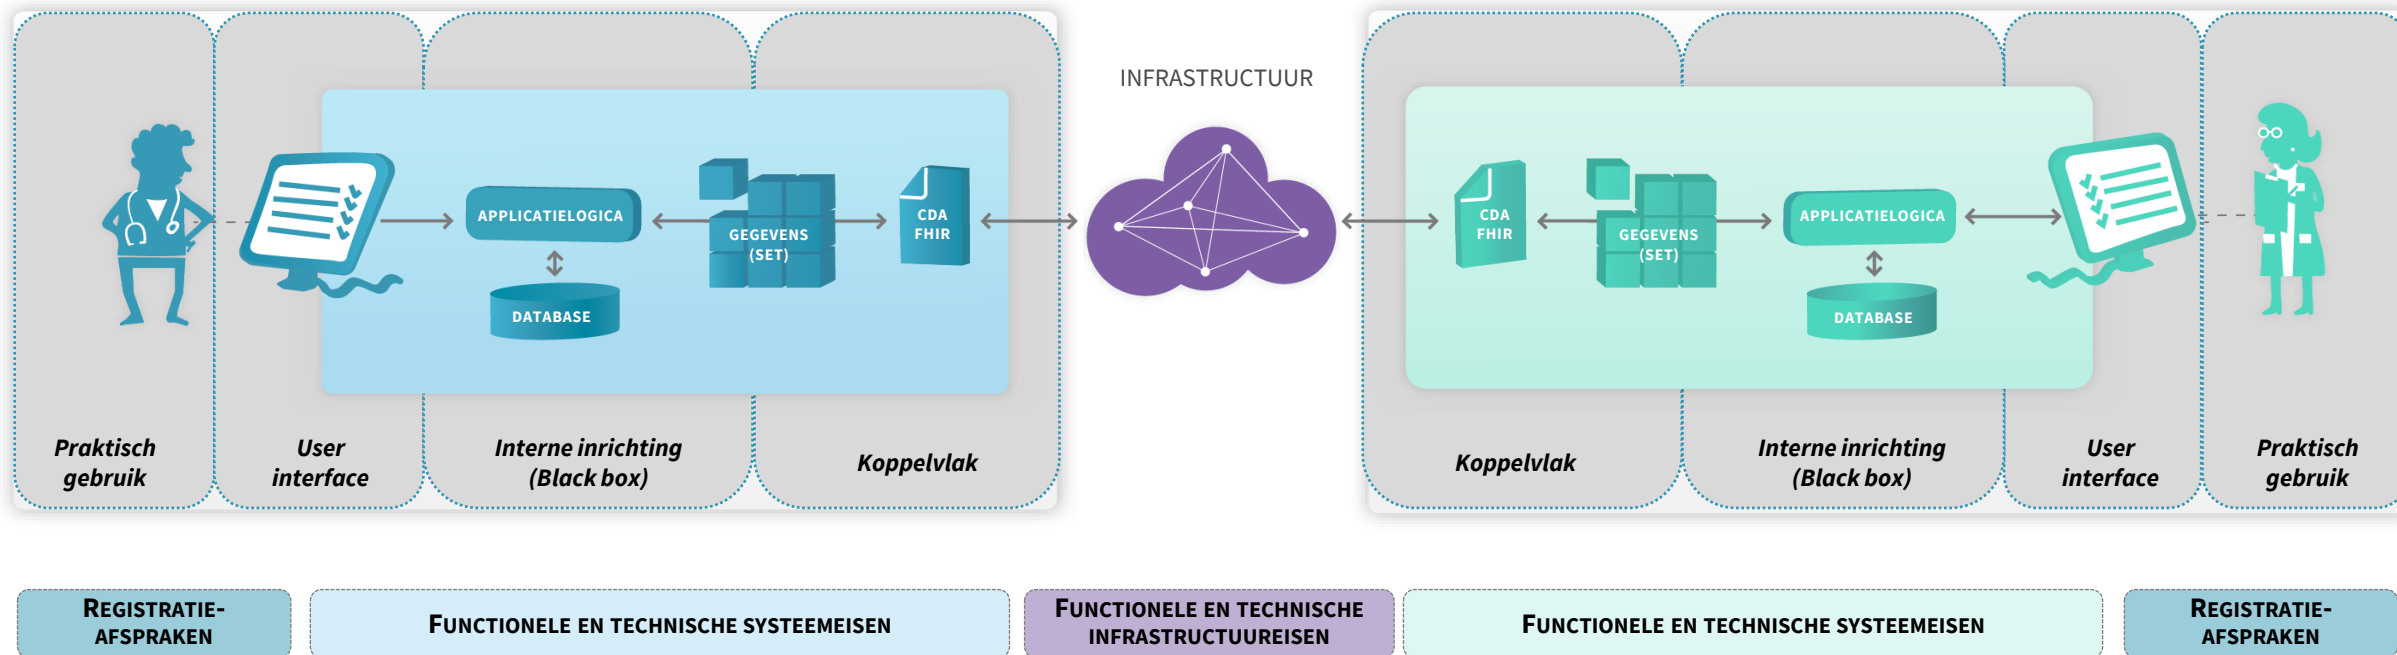 INFRASTRUCTUUR
APPLICATIELOGICA
DATABASE
GEGEVENS
(SET)
CDA
FHIR
CDA
FHIR
GEGEVENS
(SET)
APPLICATIELOGICA
DATABASE
Praktisch
gebruik
User
interface
Interne inrichting
(Black box)
Koppelvlak
Koppelvlak
Interne inrichting
(Black box)
User
interface
Praktisch
gebruik
REGISTRATIE-
AFSPRAKEN
FUNCTIONELE EN TECHNISCHE SYSTEEMEISEN
FUNCTIONELE EN TECHNISCHE
INFRASTRUCTUUREISEN
FUNCTIONELE EN TECHNISCHE SYSTEEMEISEN
REGISTRATIE-
AFSPRAKEN